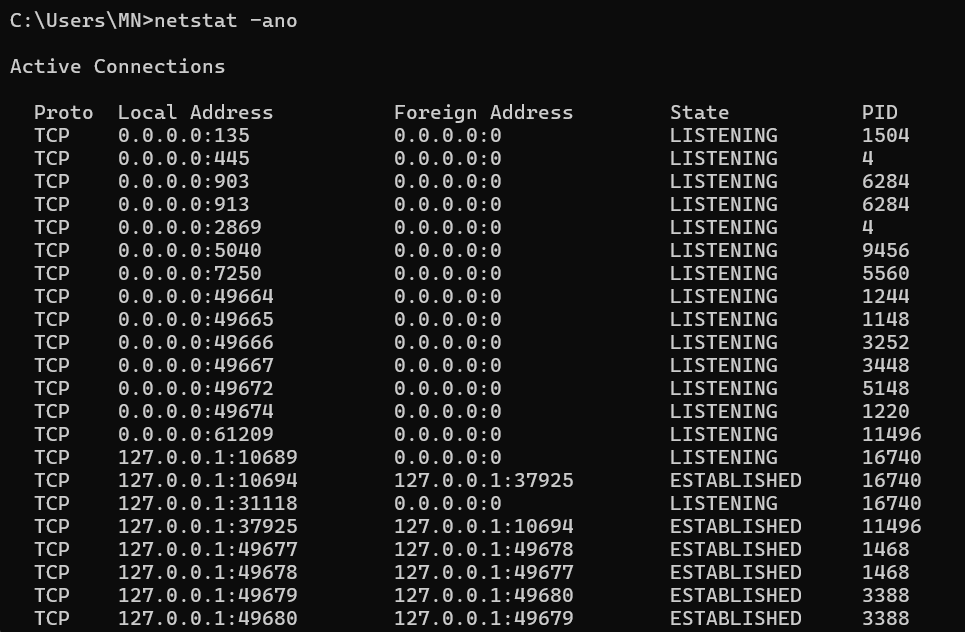 C:\Users\MN>netstat -ano
Active Connections
Proto  Local Address          Foreign Address        State           PID
TCP    0.0.0.0:135            0.0.0.0:0              LISTENING       1504
TCP    0.0.0.0:445            0.0.0.0:0              LISTENING       4
TCP    0.0.0.0:903            0.0.0.0:0              LISTENING       6284
TCP    0.0.0.0:913            0.0.0.0:0              LISTENING       6284
TCP    0.0.0.0:2869           0.0.0.0:0              LISTENING       4
TCP    0.0.0.0:5040           0.0.0.0:0              LISTENING       9456
TCP    0.0.0.0:7250           0.0.0.0:0              LISTENING       5560
TCP    0.0.0.0:49664          0.0.0.0:0              LISTENING       1244
TCP    0.0.0.0:49665          0.0.0.0:0              LISTENING       1148
TCP    0.0.0.0:49666          0.0.0.0:0              LISTENING       3252
TCP    0.0.0.0:49667          0.0.0.0:0              LISTENING       3448
TCP    0.0.0.0:49672          0.0.0.0:0              LISTENING       5148
TCP    0.0.0.0:49674          0.0.0.0:0              LISTENING       1220
TCP    0.0.0.0:61209          0.0.0.0:0              LISTENING       11496
TCP    127.0.0.1:10689        0.0.0.0:0              LISTENING       16740
TCP    127.0.0.1:10694        127.0.0.1:37925        ESTABLISHED     16740
TCP    127.0.0.1:31118        0.0.0.0:0              LISTENING       16740
TCP    127.0.0.1:37925        127.0.0.1:10694        ESTABLISHED     11496
TCP    127.0.0.1:49677        127.0.0.1:49678        ESTABLISHED     1468
TCP    127.0.0.1:49678        127.0.0.1:49677        ESTABLISHED     1468
TCP    127.0.0.1:49679        127.0.0.1:49680        ESTABLISHED     3388
TCP    127.0.0.1:49680        127.0.0.1:49679        ESTABLISHED     3388